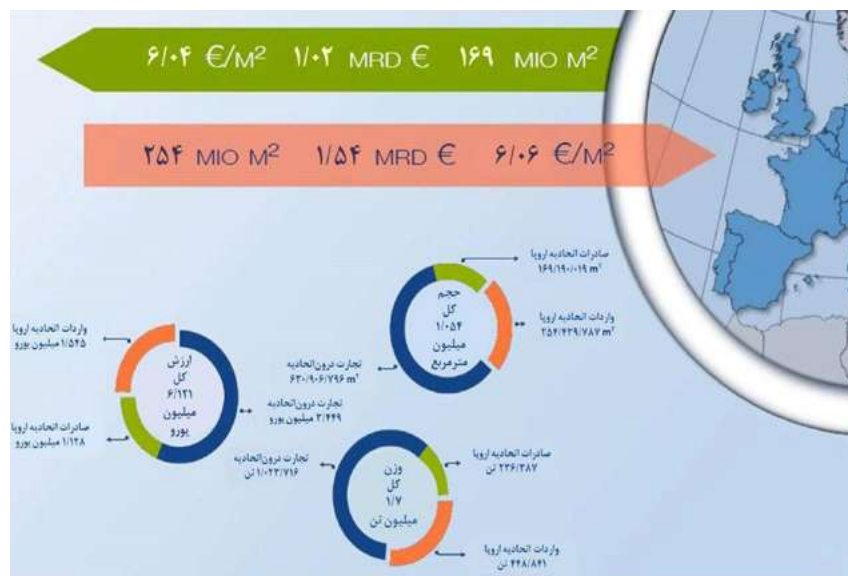 ۶/۰۴ €/M² ۱/۰۲ MRD € ۱۶۹ MIO M²
۲۵۴ MIO M² ۱/۵۴ MRD € ۶/۰۶ €/M²
صادرات اتحادیه اروپا
۱۶۹/۱۹۰/۰۱۹ m²
حجم
کل
۱/۰۵۴
میلیون
مترمربع
واردات اتحادیه اروپا
۲۵۴/۴۳۹/۷۸۷ m²
تجارت درون‌اتحادیه
۶۳۰/۹۰۶/۷۹۶ m²
واردات اتحادیه اروپا
۱/۵۴۵ میلیون یورو
ارزش
کل
۶/۱۲۱
میلیون
یورو
تجارت درون‌اتحادیه
۳/۴۴۹ میلیون یورو
صادرات اتحادیه اروپا
۱/۱۲۸ میلیون یورو
تجارت درون‌اتحادیه
۱/۰۲۳/۷۱۶ تن
وزن
کل
۱/۷
میلیون تن
صادرات اتحادیه اروپا
۲۳۶/۳۸۷ تن
واردات اتحادیه اروپا
۴۴۸/۸۴۱ تن